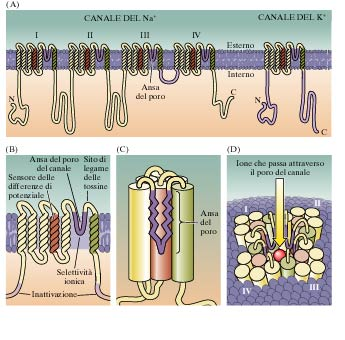 (A)
CANALE DEL Na⁺
CANALE DEL K⁺
I
II
III
IV
Esterno
Interno
Ansa
del poro
N
C
N
C
(B)
Ansa del poro
del canale
Sito di
legame
delle
tossine
Sensore delle
differenze di
potenziale
Selettività
ionica
Inattivazione
(C)
Ansa
del
poro
(D)
Ione che passa attraverso
il poro del canale
I
II
III
IV